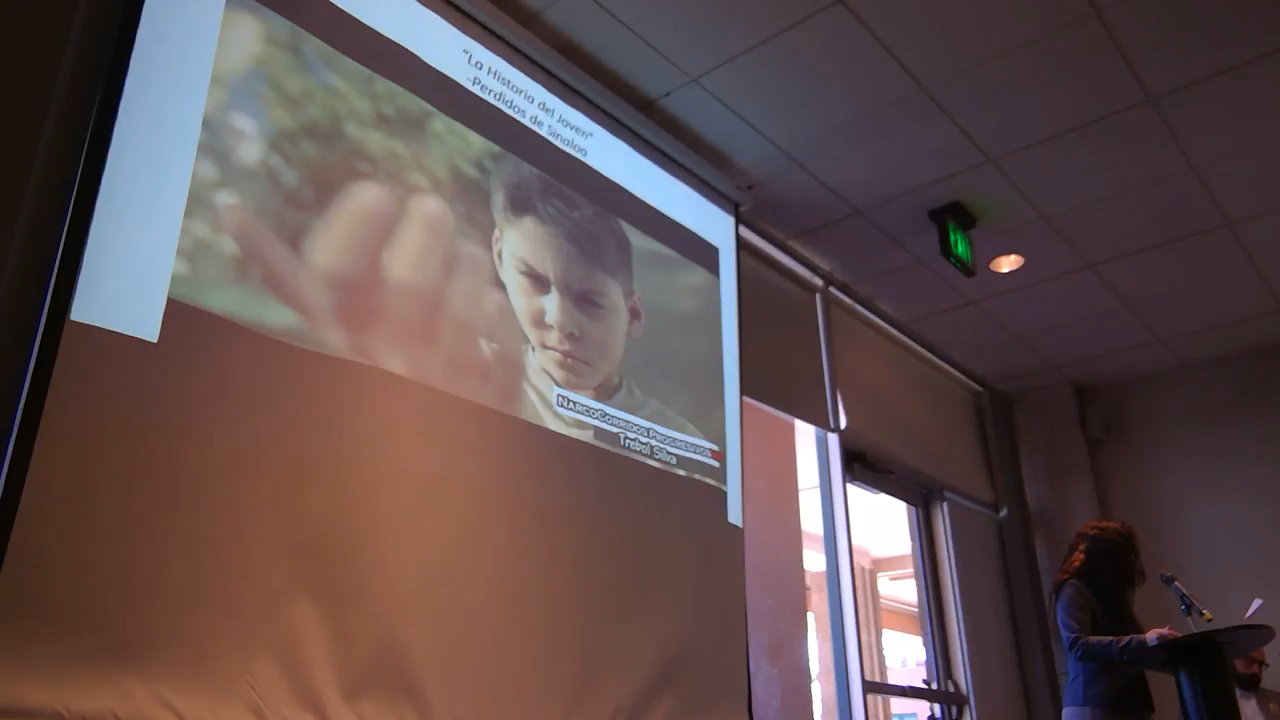 “La Historia del Joven”
-Perdidos de Sinaloa
NARCOCORRIDOS PROGRESIVOS
Trebol Silva